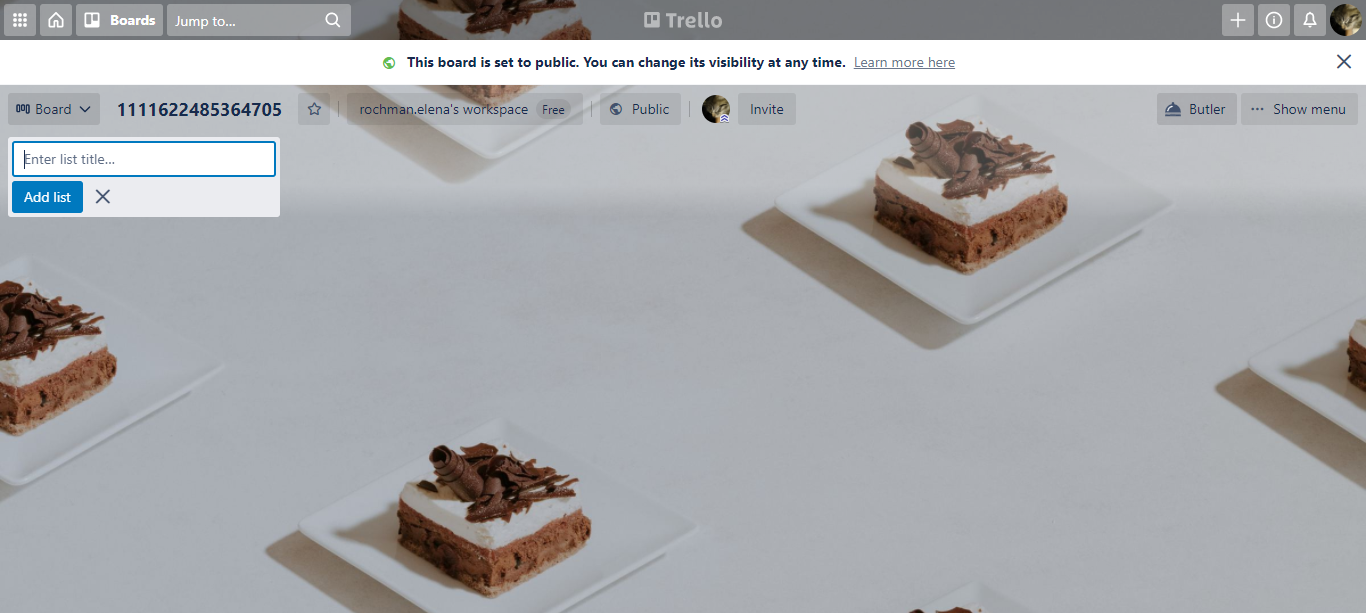 Boards Jump to... Trello
This board is set to public. You can change its visibility at any time. Learn more here
Board 1111622485364705 rochman.elena's workspace Free Public Invite Butler Show menu
Enter list title...
Add list